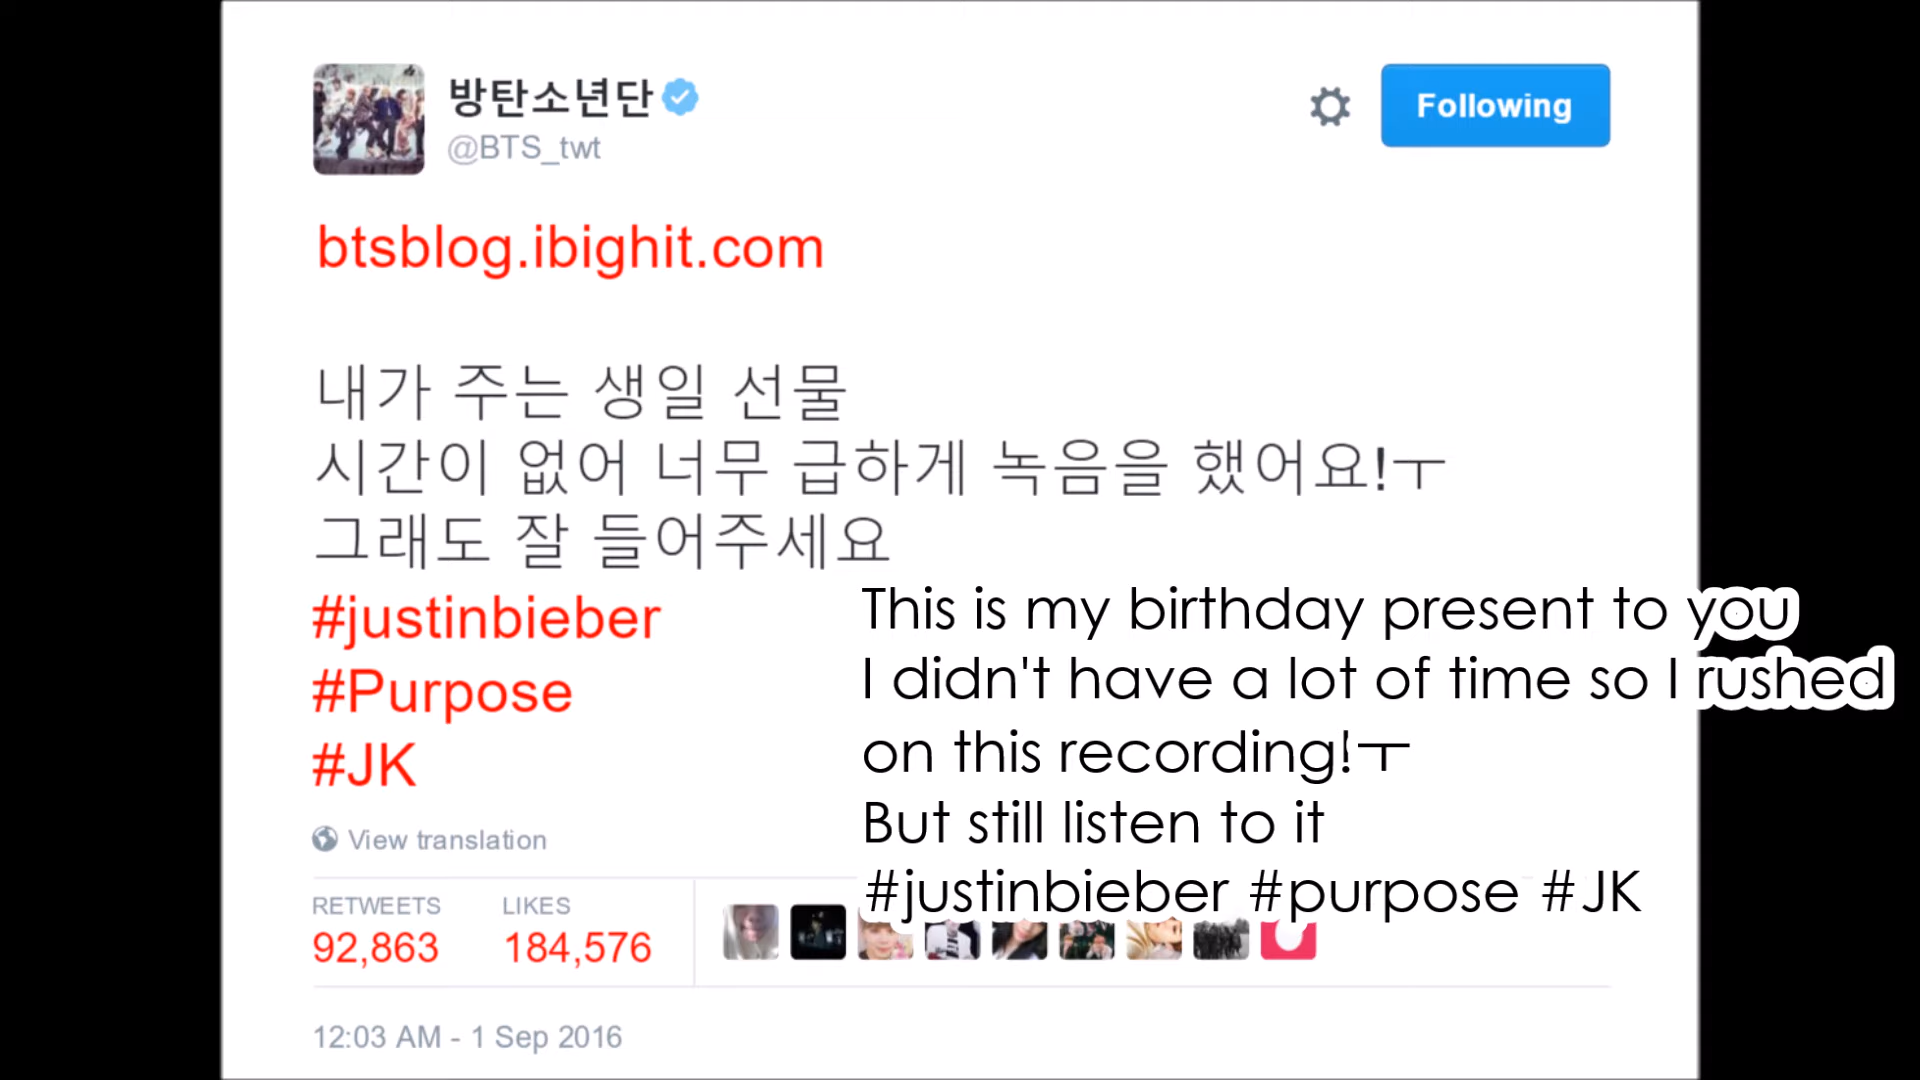 방탄소년단
@BTS_twt
Following
btsblog.ibighit.com
내가 주는 생일 선물
시간이 없어 너무 급하게 녹음을 했어요!ㅜ
그래도 잘 들어주세요
#justinbieber
#Purpose
#JK
This is my birthday present to you
I didn't have a lot of time so I rushed
on this recording!ㅜ
But still listen to it
#justinbieber #purpose #JK
View translation
RETWEETS LIKES
92,863 184,576
12:03 AM - 1 Sep 2016